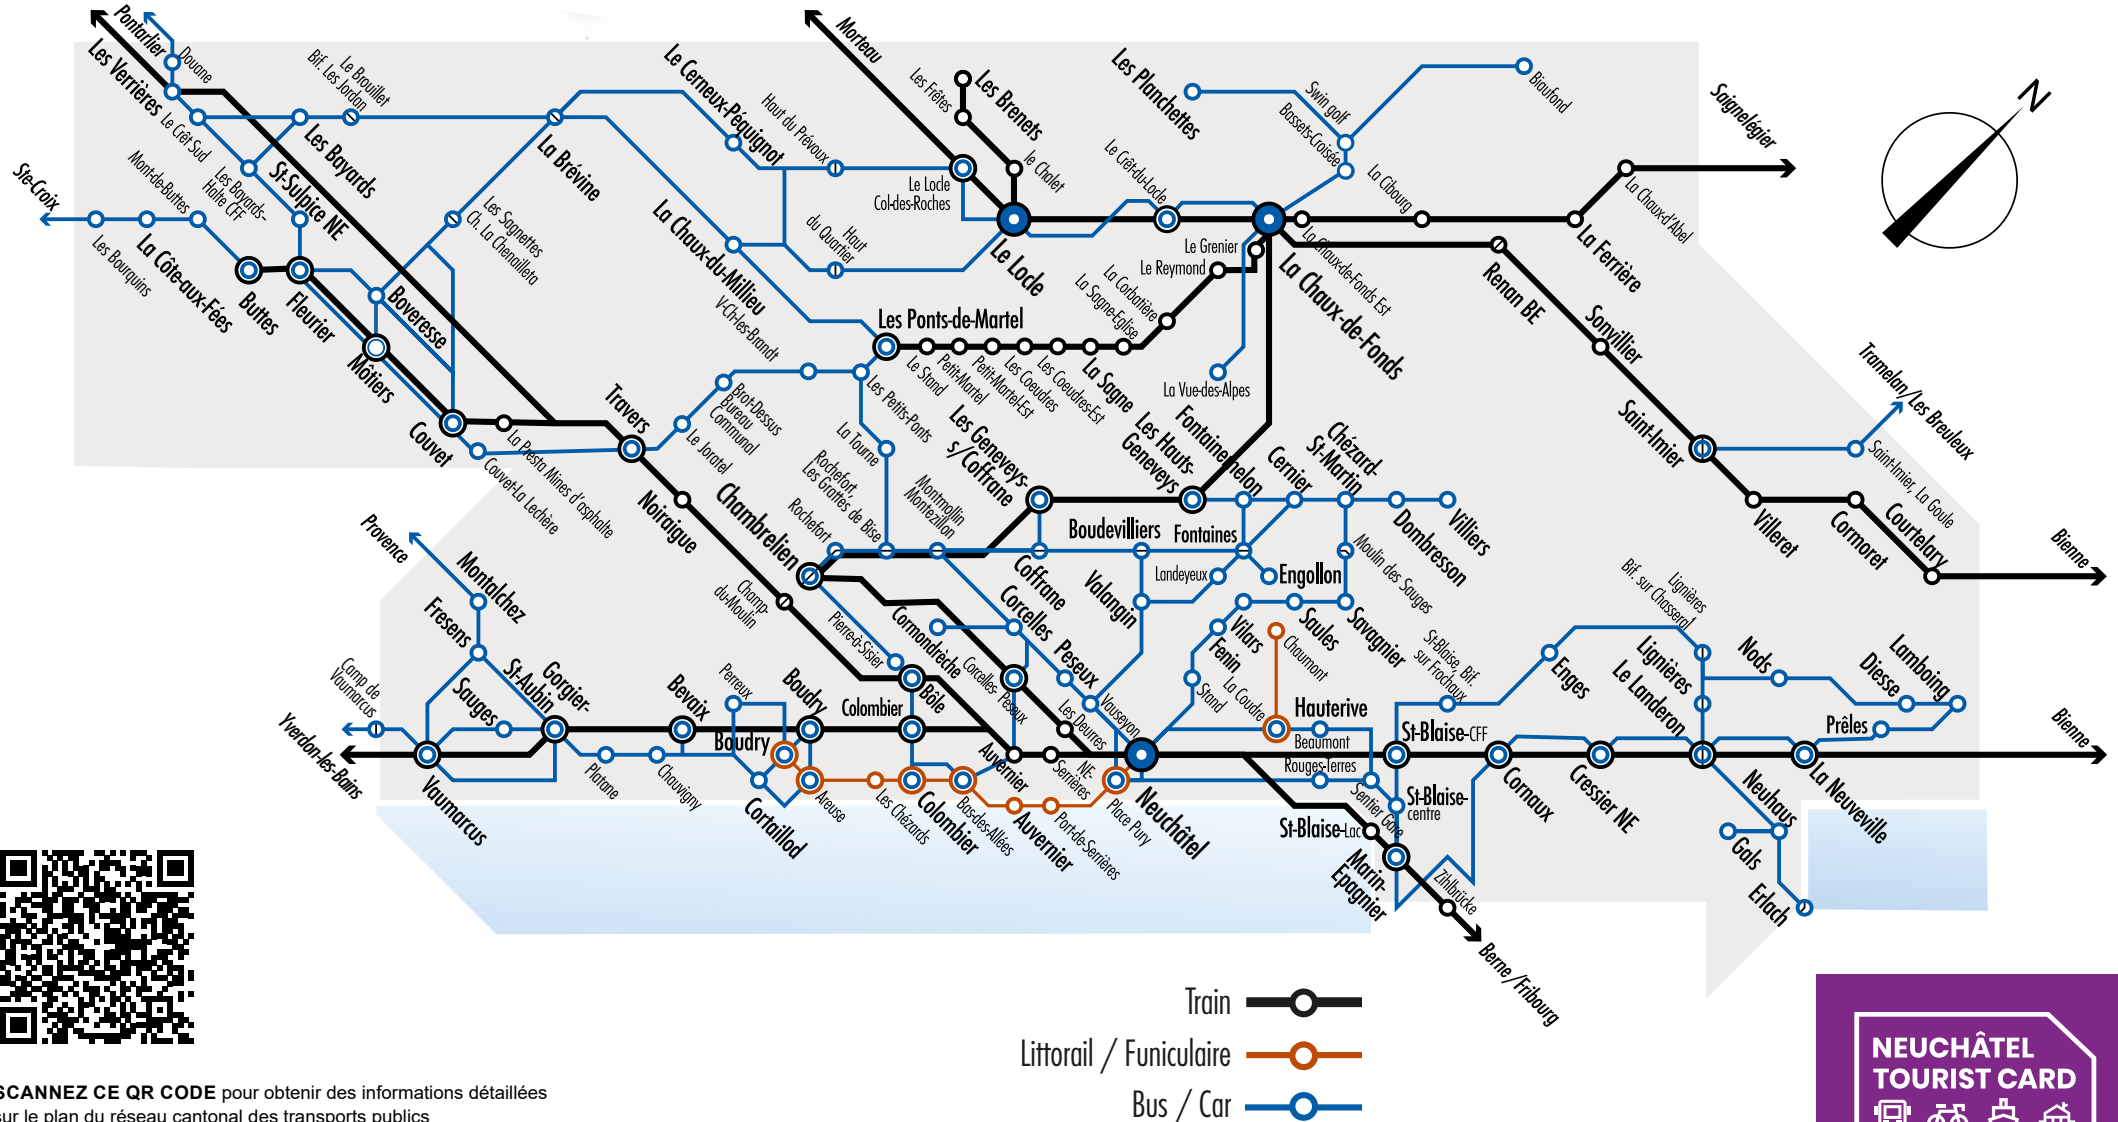 Pontarlier
Douane
Les Verrières
Le Crêt Sud
Bif. Les Jordan
Le Brouillet
Les Bayards
Les Bayards-
Halte CFF
St-Sulpice NE
Mont-de-Buttes
Ste-Croix
Les Bourquins
La Côte-aux-Fées
Buttes
Fleurier
Boveresse
Môtiers
Couvet
Les Sagnettes
Ch. La Chenailleta
La Brévine
Le Cerneux-Péquignot
Haut du Prévoux
La Chaux-du-Milieu
Haut
du Quartier
V-Ch-les-Brandt
Morteau
Les Frêtes
Les Brenets
le Chalet
Le Locle
Col-des-Roches
Le Locle
Le Crêt-du-Locle
Les Planchettes
Swin golf
Bassets-Croisée
Biaufond
La Cibourg
Saignelégier
La Chaux-d'Abel
La Ferrière
La Chaux-de-Fonds Est
La Chaux-de-Fonds
Le Grenier
Le Reymond
La Corbatière
La Sagne-Eglise
La Sagne
Les Coeudres-Est
Les Coeudres
Petit-Martel-Est
Petit-Martel
Le Stand
Les Ponts-de-Martel
La Vue-des-Alpes
Renan BE
Sonvilier
Saint-Imier
Tramelan/Les Breuleux
Saint-Imier, La Goule
Villeret
Cormoret
Courtelary
Bienne
La Presta Mines d'asphalte
Couvet-La Lechère
Travers
Le Joratel
Brot-Dessus
Bureau
Communal
Les Petits-Ponts
La Tourne
Rochefort,
Les Grattes de Bise
Rochefort
Montmollin
Montezillon
Noiraigue
Champ-
du-Moulin
Chambrelien
Les Geneveys-
s/Coffrane
Les Hauts-
Geneveys
Fontainemelon
Cernier
Chézard-
St-Martin
Dombresson
Villiers
Boudevilliers
Fontaines
Landeyeux
Engollon
Coffrane
Valangin
Moulin des Sauges
Savagnier
Saules
Vilars
Fenin
Stand
Chaumont
La Coudre
Hauterive
Beaumont
Rouges-Terres
Sentier Gare
Provence
Montalchez
Fresens
Camp de
Vaumarcus
Yverdon-les-Bains
Vaumarcus
Sauges
St-Aubin
Gorgier-
Platane
Chauvigny
Bevaix
Perreux
Boudry
Boudry
Cortaillod
Areuse
Les Chézards
Colombier
Colombier
Bôle
Pierre-à-Sisier
Cormondrèche
Corcelles
Corcelles-
Peseux
Peseux
Vauseyon
Les Deurres
Auvernier
NE-
Serrières
Bas-des-Allées
Auvernier
Port-de-Serrières
Place Pury
Neuchâtel
St-Blaise-CFF
St-Blaise-
centre
St-Blaise-Lac
Marin-
Epagnier
Zihlbrücke
Berne/Fribourg
St-Blaise, Bif.
sur Frochaux
Enges
Bif. sur Chasseral
Lignières
Lignières
Le Landeron
Nods
Diesse
Lamboing
Prêles
Bienne
Cornaux
Cressier NE
Neuhaus
La Neuveville
Gals
Erlach
N
Train
Littorail / Funiculaire
Bus / Car
SCANNEZ CE QR CODE pour obtenir des informations détaillées
sur le plan du réseau cantonal des transports publics
NEUCHÂTEL
TOURIST CARD